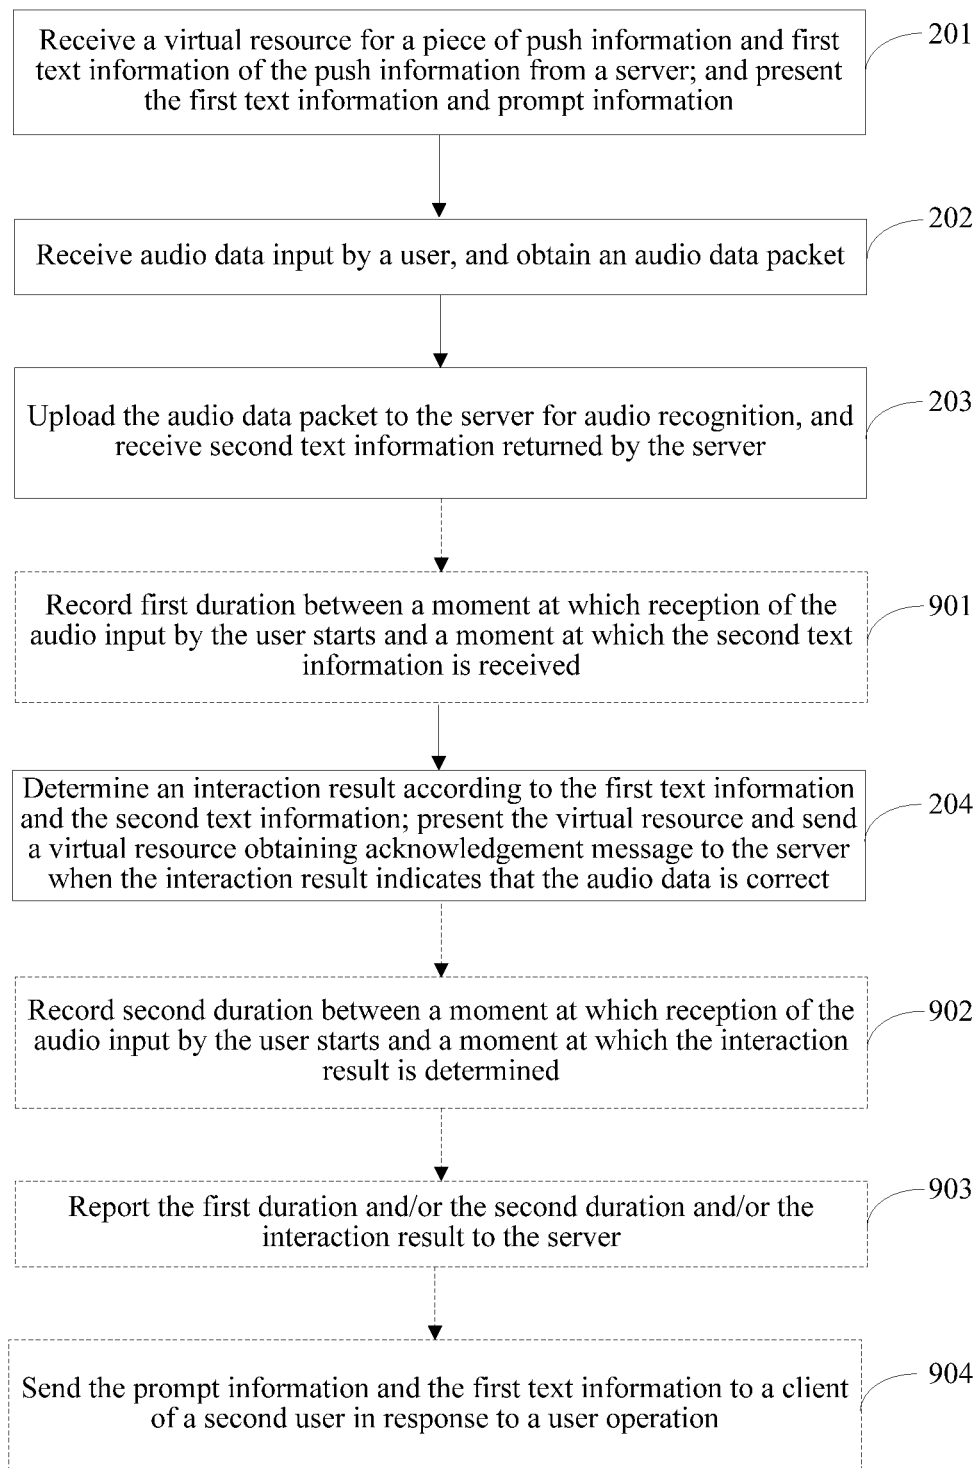 Receive a virtual resource for a piece of push information and first
text information of the push information from a server; and present
the first text information and prompt information
201
Receive audio data input by a user, and obtain an audio data packet
202
Upload the audio data packet to the server for audio recognition, and
receive second text information returned by the server
203
Record first duration between a moment at which reception of the
audio input by the user starts and a moment at which the second text
information is received
901
Determine an interaction result according to the first text information
and the second text information; present the virtual resource and send
a virtual resource obtaining acknowledgement message to the server
when the interaction result indicates that the audio data is correct
204
Record second duration between a moment at which reception of the
audio input by the user starts and a moment at which the interaction
result is determined
902
Report the first duration and/or the second duration and/or the
interaction result to the server
903
Send the prompt information and the first text information to a client
of a second user in response to a user operation
904